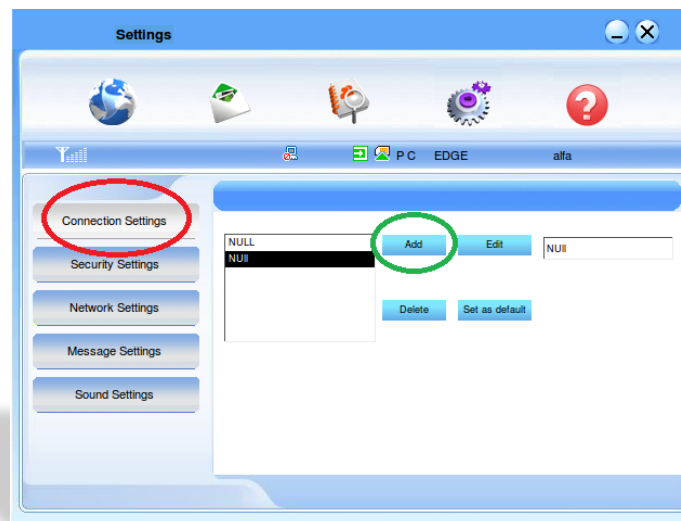 Settings
P C EDGE alfa
Connection Settings
Security Settings
Network Settings
Message Settings
Sound Settings
NULL
NUll
Add Edit NUll
Delete Set as default